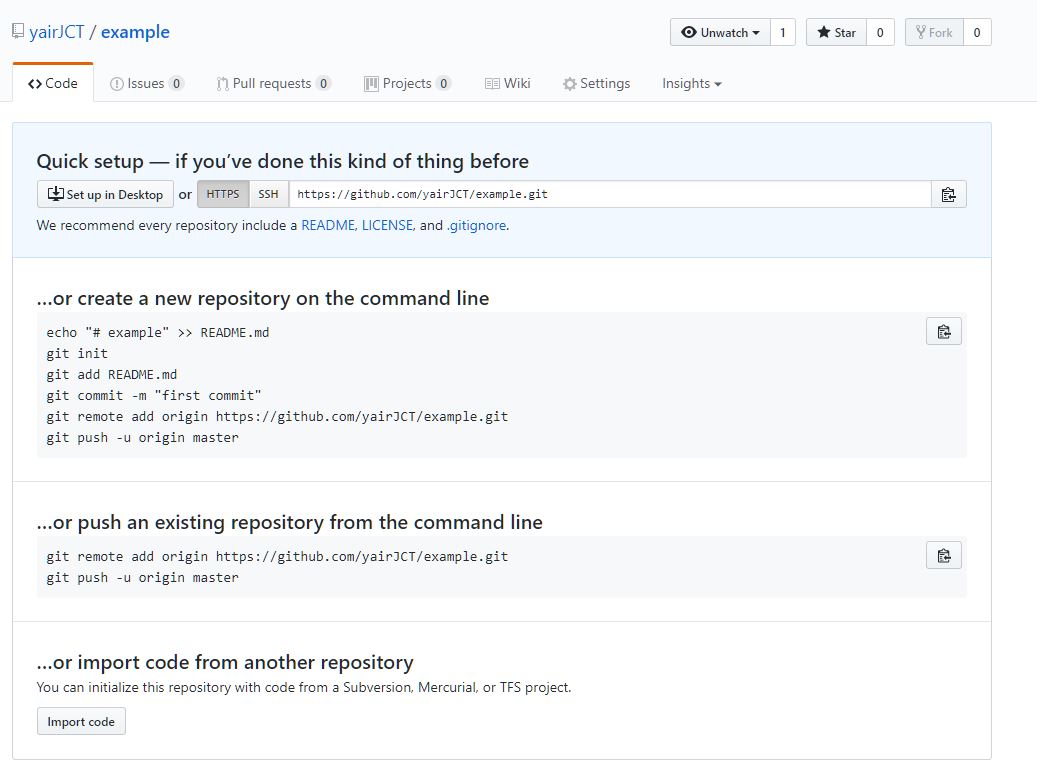 yairJCT / example
Unwatch 1 Star 0 Fork 0
Code Issues 0 Pull requests 0 Projects 0 Wiki Settings Insights
Quick setup — if you’ve done this kind of thing before
Set up in Desktop or HTTPS SSH https://github.com/yairJCT/example.git
We recommend every repository include a README, LICENSE, and .gitignore.
…or create a new repository on the command line
echo "# example" >> README.md
git init
git add README.md
git commit -m "first commit"
git remote add origin https://github.com/yairJCT/example.git
git push -u origin master
…or push an existing repository from the command line
git remote add origin https://github.com/yairJCT/example.git
git push -u origin master
…or import code from another repository
You can initialize this repository with code from a Subversion, Mercurial, or TFS project.
Import code